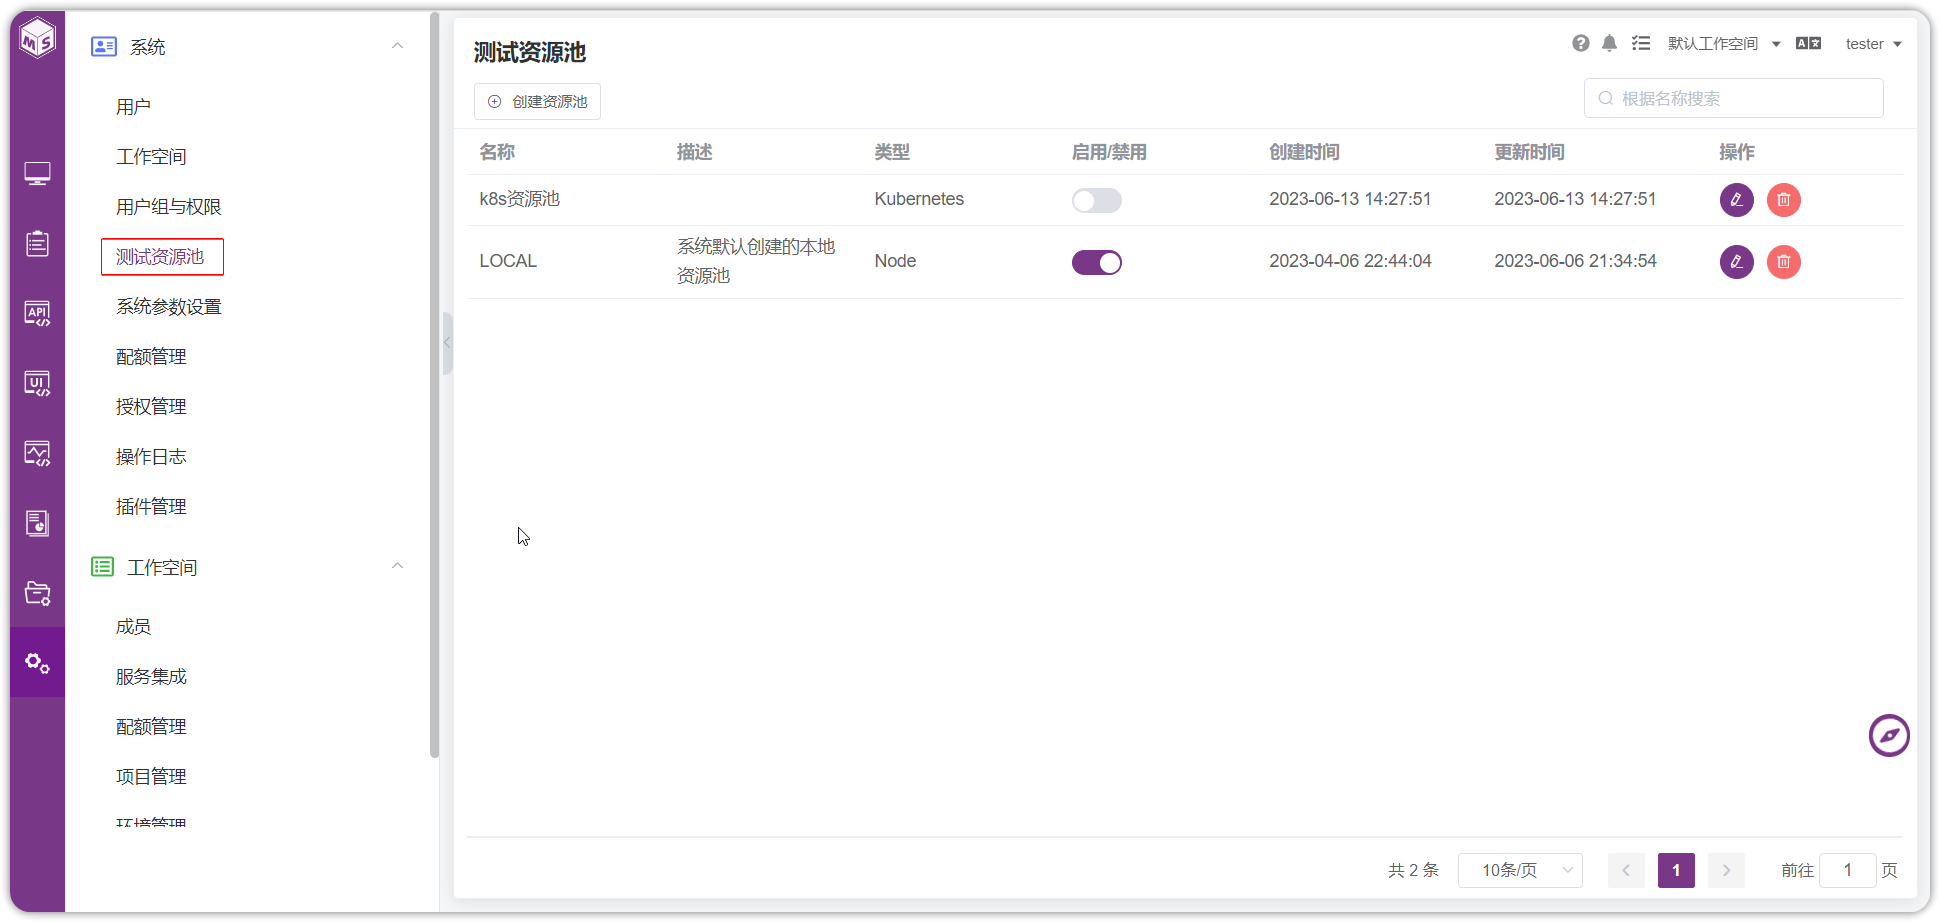 MS
系统
用户
工作空间
用户组与权限
测试资源池
系统参数设置
配额管理
授权管理
操作日志
插件管理
工作空间
成员
服务集成
配额管理
项目管理
环境管理
API
UI
测试资源池
默认工作空间
tester
创建资源池
根据名称搜索
名称 描述 类型 启用/禁用 创建时间 更新时间 操作
k8s资源池 Kubernetes 2023-06-13 14:27:51 2023-06-13 14:27:51
LOCAL 系统默认创建的本地资源池 Node 2023-04-06 22:44:04 2023-06-06 21:34:54
共 2 条 10条/页 1 前往 1 页